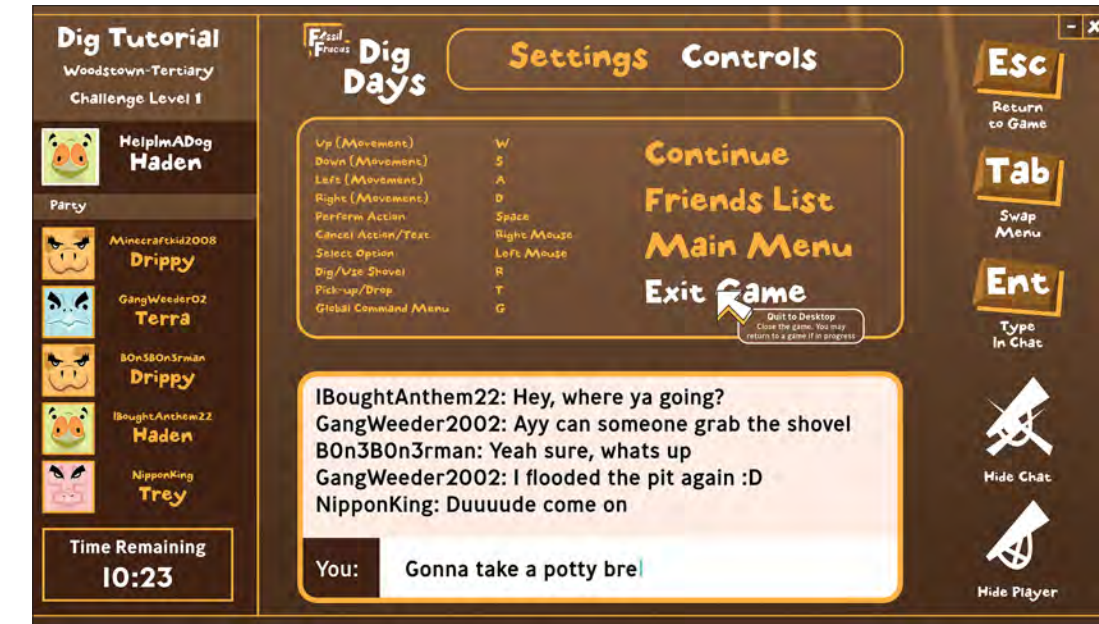 Dig Tutorial
Woodstown-Tertiary
Challenge Level 1
HelpImADog
Haden
Party
Minecraftkid2008
Drippy
GangWeeder02
Terra
B0n3B0n3rman
Drippy
IBoughtAnthem22
Haden
NipponKing
Trey
Time Remaining
10:23
Fossil
Fracas
Dig
Days
Settings Controls
Up (Movement) W
Down (Movement) S
Left (Movement) A
Right (Movement) D
Perform Action Space
Cancel Action/Text Right Mouse
Select Option Left Mouse
Dig/Use Shovel R
Pick-up/Drop T
Global Command Menu G
Continue
Friends List
Main Menu
Exit Game
Quit to Desktop
Close the game. You may
return to a game if in progress
IBoughtAnthem22: Hey, where ya going?
GangWeeder2002: Ayy can someone grab the shovel
B0n3B0n3rman: Yeah sure, whats up
GangWeeder2002: I flooded the pit again :D
NipponKing: Duuuude come on
You: Gonna take a potty bre
- x
Esc
Return
to Game
Tab
Swap
Menu
Ent
Type
In Chat
Hide Chat
Hide Player